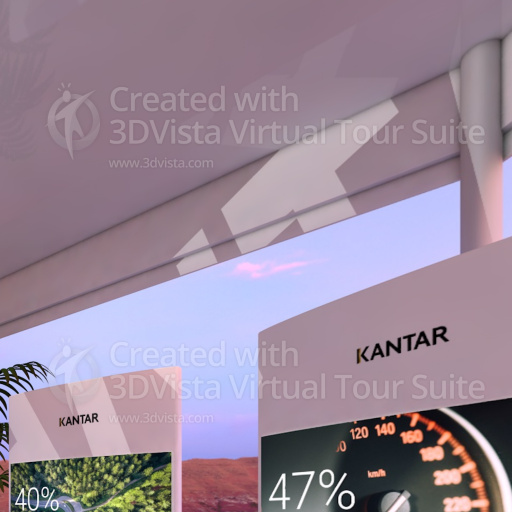 Created with
3DVista Virtual Tour Suite
www.3dvista.com
KANTAR
Created with
3DVista Virtual Tour Suite
www.3dvista.com
KANTAR
120 140 160
180
200
220
km/h
47%
40%